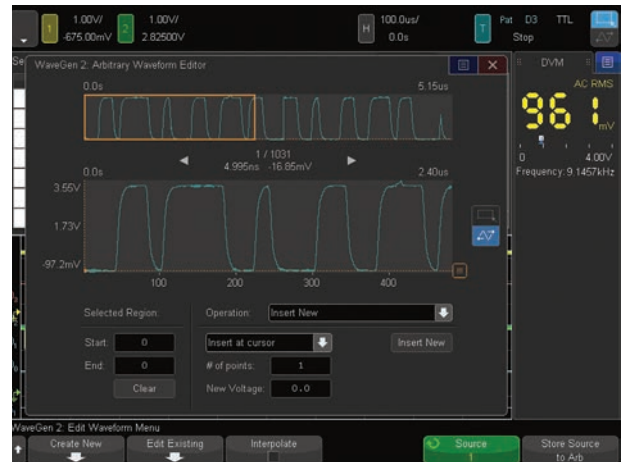 1 1.00V/ 2 1.00V/ H 100.0us/ T Pat D3 TTL
-675.00mV 2.82500V 0.0s Stop
Se WaveGen 2: Arbitrary Waveform Editor X DVM
0.0s 5.15us AC RMS
961 mV
1 / 1031
4.995ns -16.85mV
0 4.00V
0.0s 2.40us Frequency: 9.1457kHz
3.55V
1.73V
-97.2mV
100 200 300 400
Selected Region: Operation: Insert New
Start: 0 Insert at cursor Insert New
End: 0 # of points: 1
Clear New Voltage: 0.0
WaveGen 2: Edit Waveform Menu
Create New Edit Existing Interpolate Source Store Source
1 to Arb